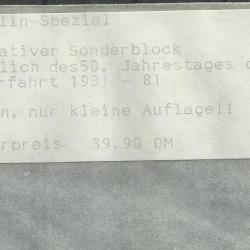 lin-Spezial
ativer Sonderblock
lich des50. Jahrestages d
rfahrt 1931 - 81
n, nur kleine Auflage!!
rpreis 39.90 DM